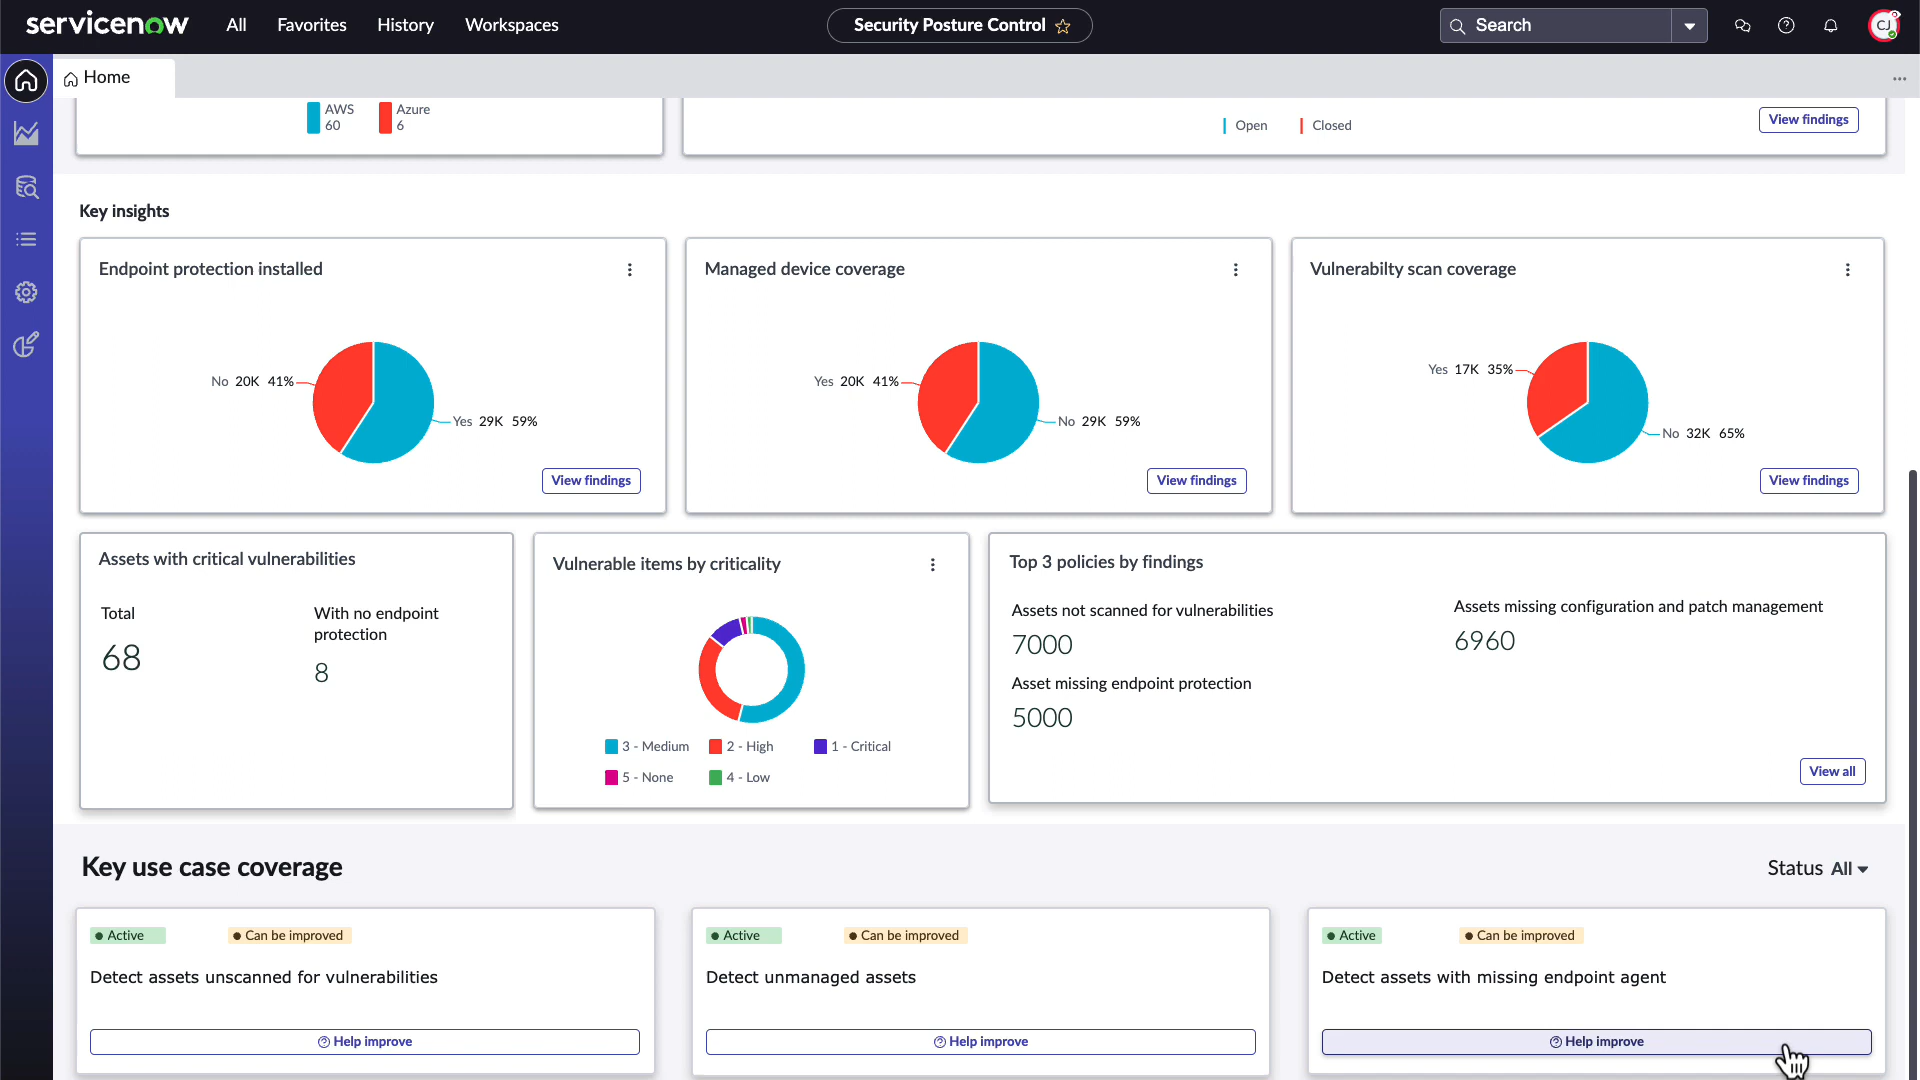 servicenow All Favorites History Workspaces Security Posture Control Search CJ
Home
AWS Azure
60 6
Open Closed View findings
Key insights
Endpoint protection installed
No 20K 41%
Yes 29K 59%
View findings
Managed device coverage
Yes 20K 41%
No 29K 59%
View findings
Vulnerabilty scan coverage
Yes 17K 35%
No 32K 65%
View findings
Assets with critical vulnerabilities
Total
68
With no endpoint
protection
8
Vulnerable items by criticality
3 - Medium 2 - High 1 - Critical
5 - None 4 - Low
Top 3 policies by findings
Assets not scanned for vulnerabilities
7000
Assets missing configuration and patch management
6960
Asset missing endpoint protection
5000
View all
Key use case coverage
Status All
Active Can be improved
Detect assets unscanned for vulnerabilities
Help improve
Active Can be improved
Detect unmanaged assets
Help improve
Active Can be improved
Detect assets with missing endpoint agent
Help improve